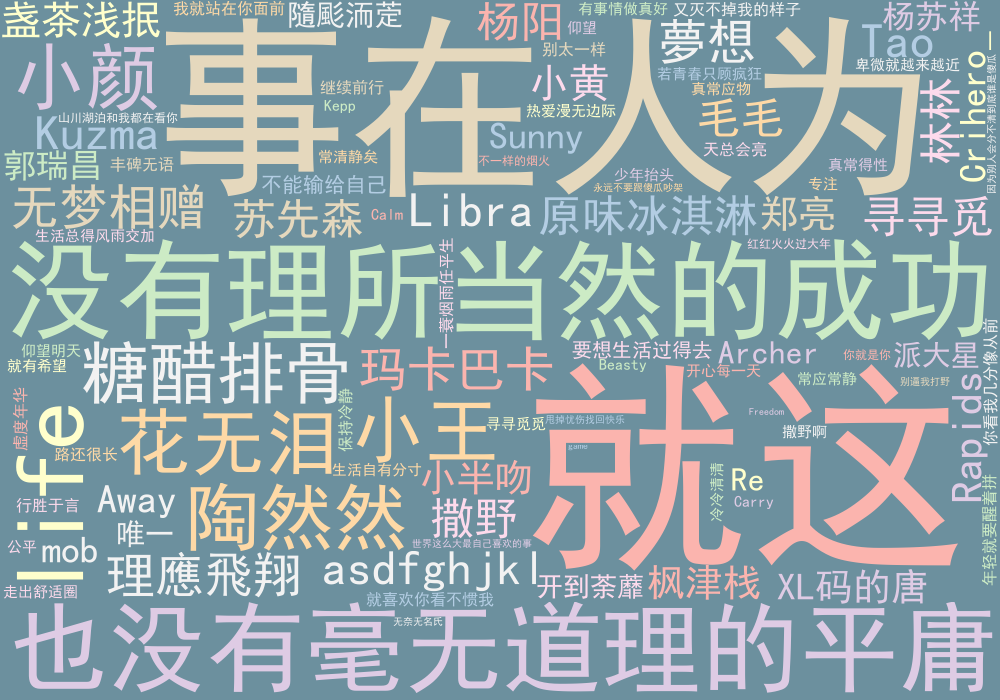 盏茶浅抿
我就站在你面前
隨彨洏萣
杨阳
有事情做真好
又灭不掉我的样子
杨苏祥
仰望
别太一样
夢想
Tao
小颜
事在人为
小黄
若青春只顾疯狂
卑微就越来越近
继续前行
Kepp
热爱漫无边际
真常应物
毛毛
林林
Crihero一
因为别人会分不清到底谁是傻瓜
山川湖泊和我都在看你
Kuzma
Sunny
天总会亮
郭瑞昌
丰碑无语
常清静矣
不一样的烟火
真常得性
不能输给自己
少年抬头
永远不要跟傻瓜吵架
专注
无梦相赠
苏先森
Calm
Libra
原味冰淇淋
郑亮
寻寻觅
生活总得风雨交加
红红火火过大年
没有理所当然的成功
一蓑烟雨任平生
仰望明天
就有希望
糖醋排骨
玛卡巴卡
要想生活过得去
Beasty
Archer
开心每一天
你就是你
派大星
你看我几分像从前
常应常静
别逼我打野
虚度年华
life
花无泪
保持冷静
小王
寻寻觅觅
甩掉忧伤找回快乐
就这
Freedom
撒野啊
game
Rapids
路还很长
生活自有分寸
小半吻
冷冷清清
Re
Carry
年轻就要醒着拼
行胜于言
Away
陶然然
撒野
唯一
公平
mob
世界这么大最自己喜欢的事
理應飛翔
asdfghjkl
开到荼蘼
枫津栈
XL码的唐
走出舒适圈
就喜欢你看不惯我
无奈无名氏
也没有毫无道理的平庸